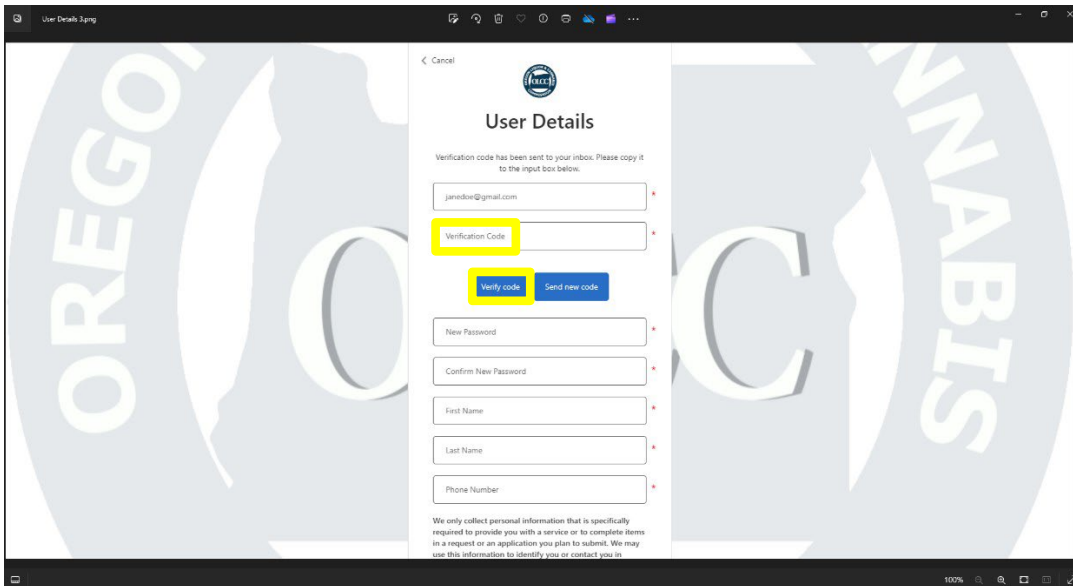 User Details 3.png
Cancel
OLCC
User Details
Verification code has been sent to your inbox. Please copy it
to the input box below.
janedoe@gmail.com *
Verification Code *
Verify code Send new code
New Password *
Confirm New Password *
First Name *
Last Name *
Phone Number *
We only collect personal information that is specifically
required to provide you with a service or to complete items
in a request or an application you plan to submit. We may
use this information to identify you or contact you in
OREGO
NNABIS
O C
100%